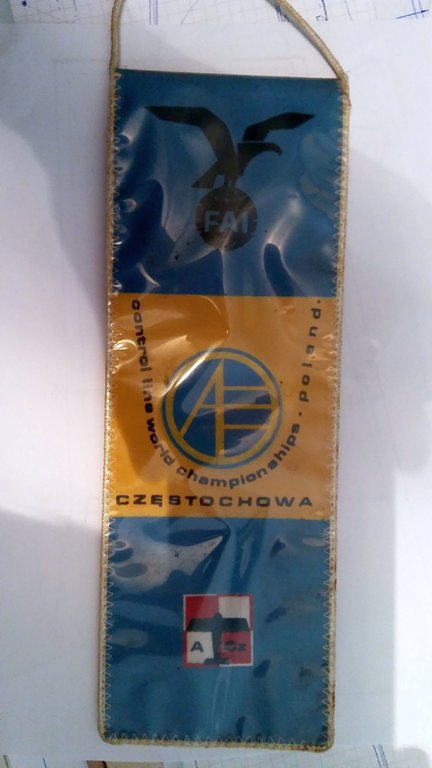 FAI
control line world championships · poland ·
CZĘSTOCHOWA
A Cz